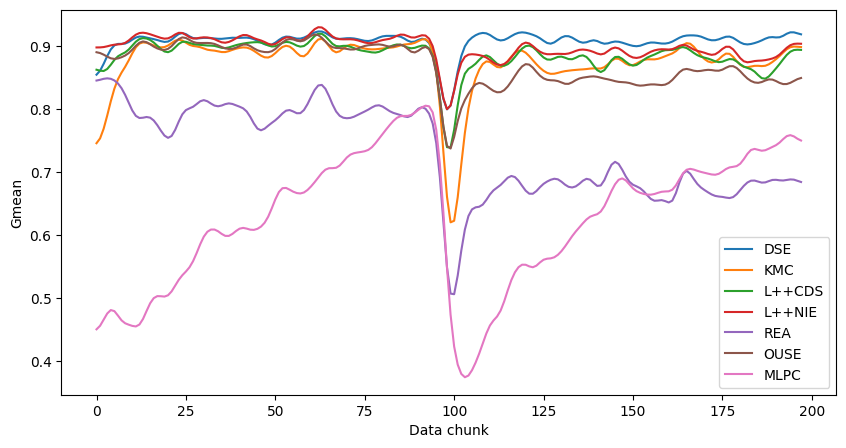 0.9
0.8
0.7
0.6
0.5
0.4
Gmean
0
25
50
75
100
125
150
175
200
Data chunk
DSE
KMC
L++CDS
L++NIE
REA
OUSE
MLPC